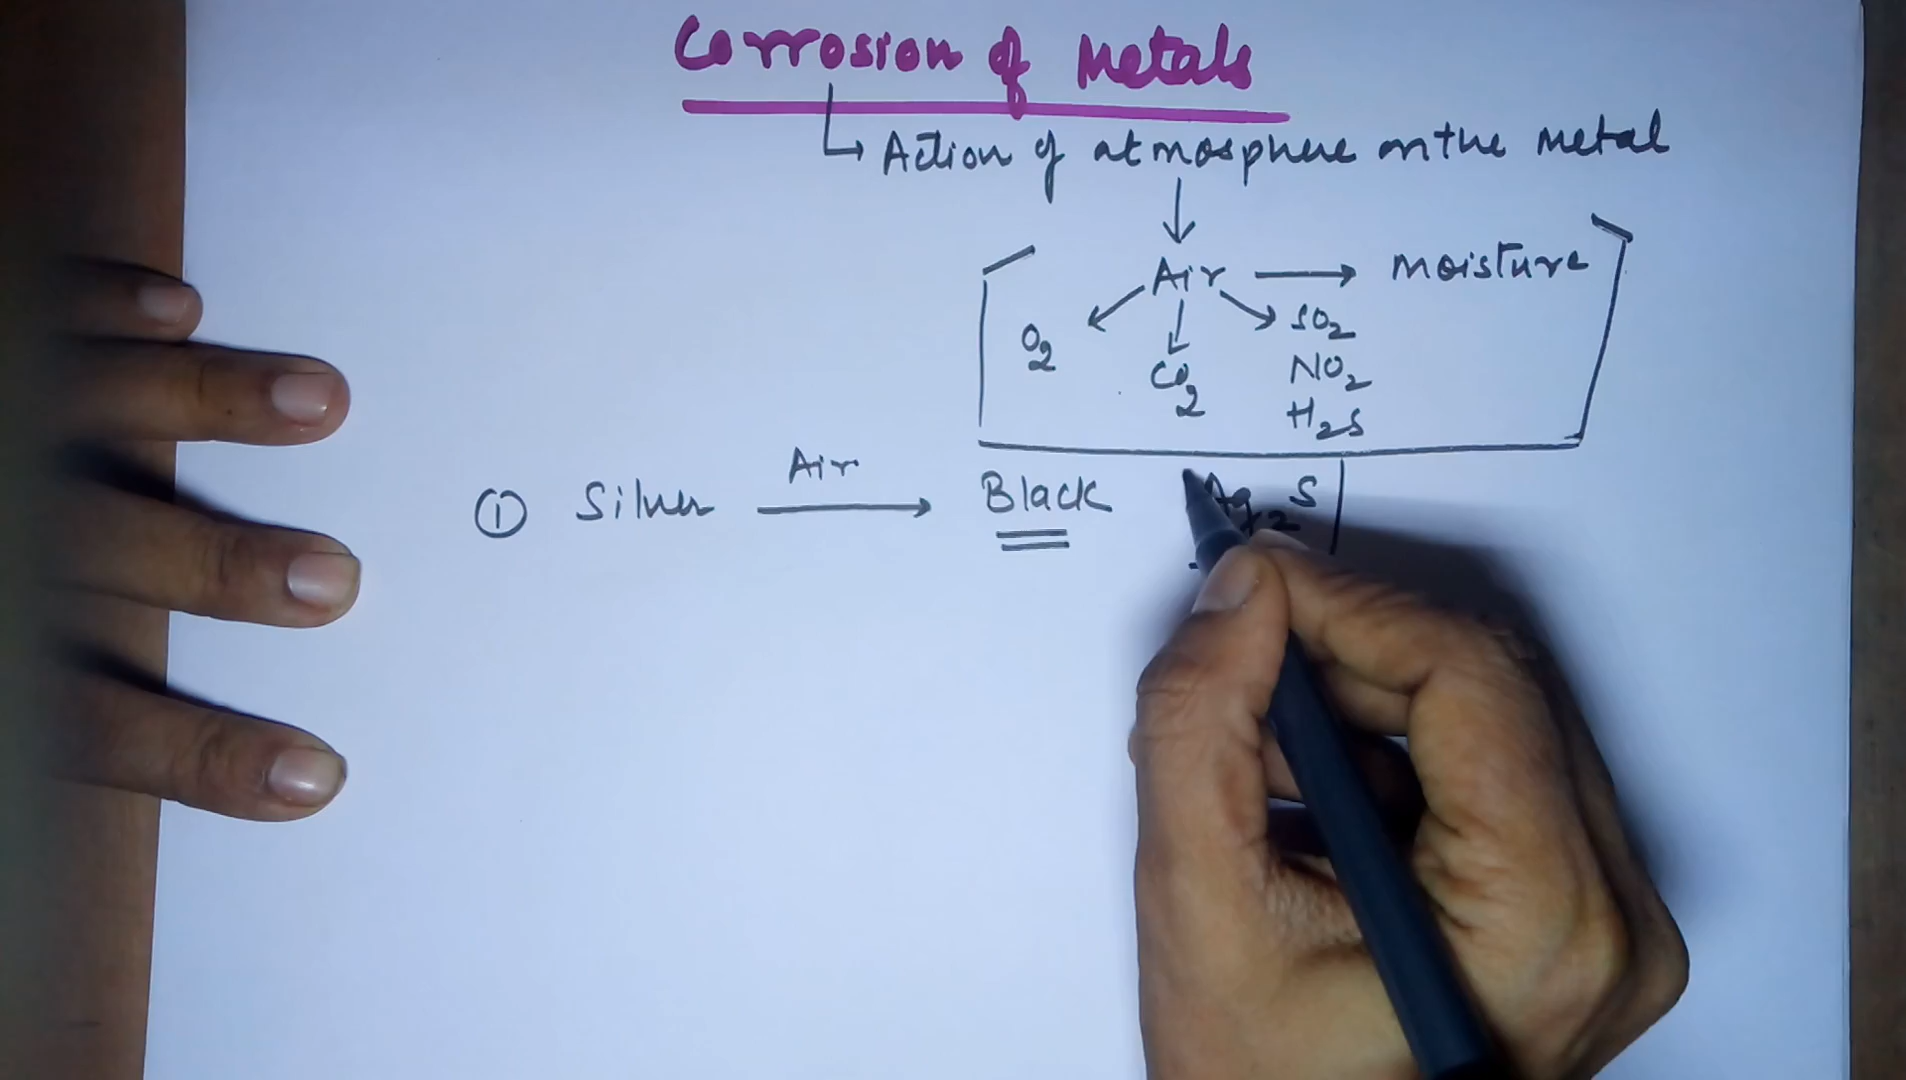 Corrosion of Metals
Action of atmosphere on the Metal
Air → Moisture
O2 CO2 SO2
NO2
H2S
Air
① Silver → Black Ag2S